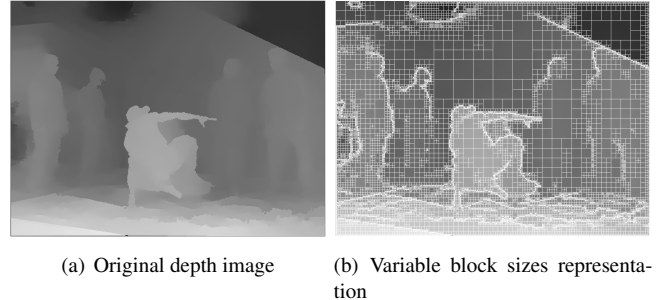 (a) Original depth image
(b) Variable block sizes representa-
tion